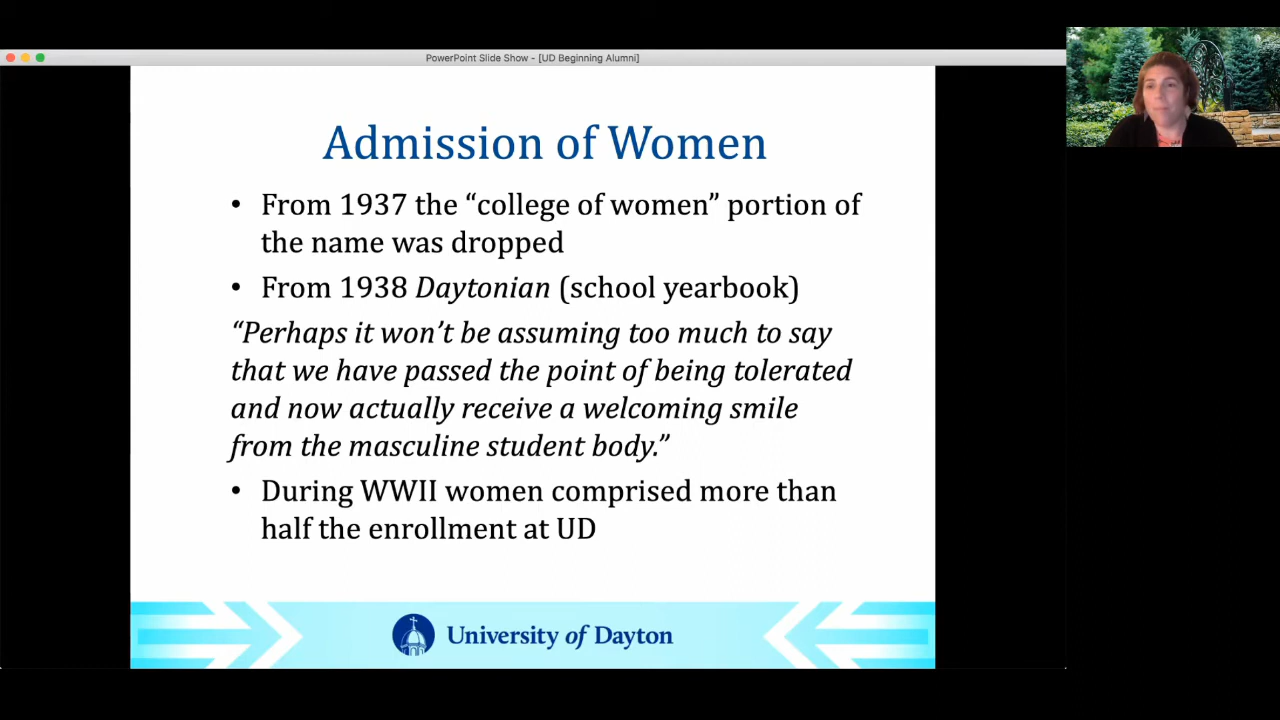 PowerPoint Slide Show - [UD Beginning Alumni]
Admission of Women
• From 1937 the “college of women” portion of
the name was dropped
• From 1938 Daytonian (school yearbook)
“Perhaps it won’t be assuming too much to say
that we have passed the point of being tolerated
and now actually receive a welcoming smile
from the masculine student body.”
• During WWII women comprised more than
half the enrollment at UD
University of Dayton